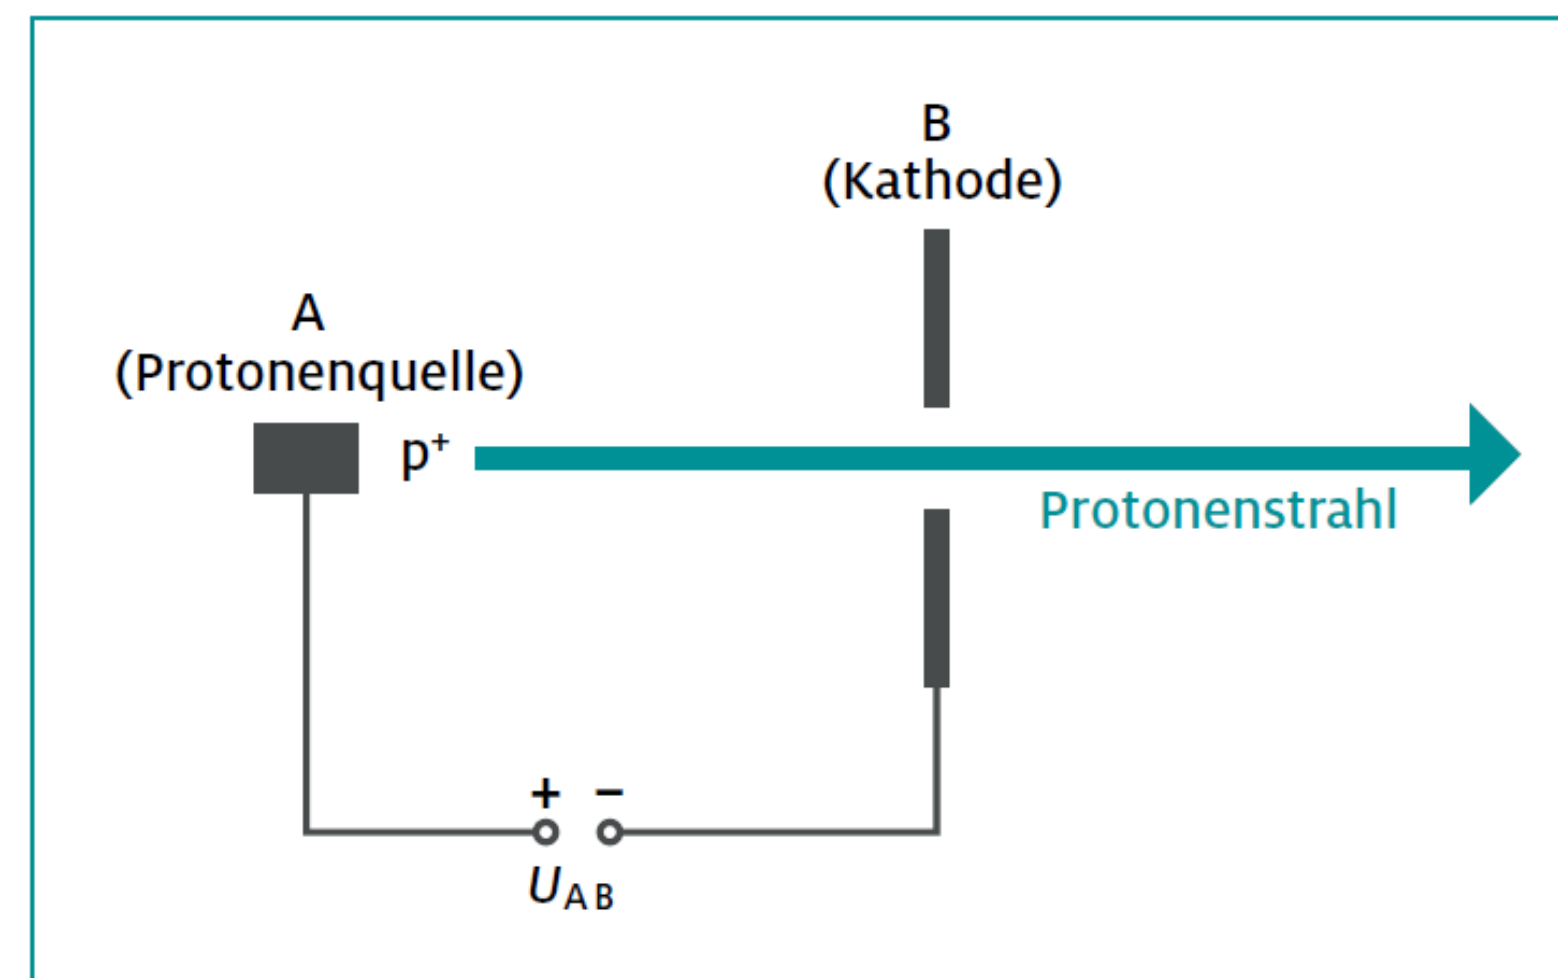 B
(Kathode)
A
(Protonenquelle)
p⁺
Protonenstrahl
+ −
U_AB